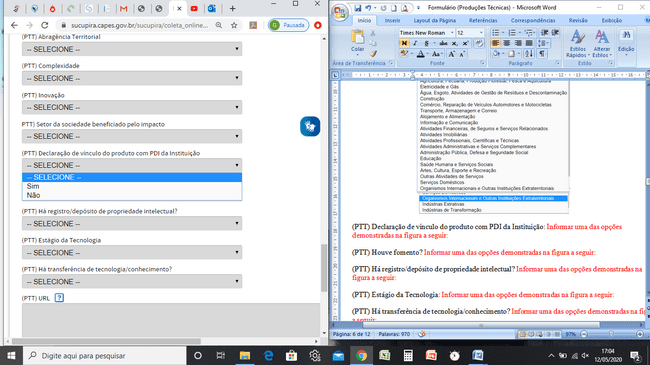 sucupira.capes.gov.br/sucupira/coleta_online...
Pausada
(PTT) Abragência Territorial
-- SELECIONE --
(PTT) Complexidade
-- SELECIONE --
(PTT) Inovação
-- SELECIONE --
PTT) Setor da sociedade beneficiado pelo impacto
-- SELECIONE --
(PTT) Declaração de vínculo do produto com PDI da Instituição
-- SELECIONE --
-- SELECIONE --
Sim
Não
(PTT) Há registro/depósito de propriedade intelectual?
-- SELECIONE --
(PTT) Estágio da Tecnologia
-- SELECIONE --
(PTT) Há transferência de tecnologia/conhecimento?
-- SELECIONE --
(PTT) URL ?
Formulário (Produções Técnicas) - Microsoft Word
Início Inserir Layout da Página Referências Correspondências Revisão Exibição
Times New Roman 12
Colar
Estilos Rápidos
Alterar Estilos
Edição
Área de Transferência Fonte Parágrafo Estilo
Eletricidade e Gás
Água, Esgoto, Atividades de Gestão de Resíduos e Descontaminação
Construção
Comércio, Reparação de Veículos Automotores e Motocicletas
Transporte, Armazenagem e Correio
Alojamento e Alimentação
Informação e Comunicação
Atividades Financeiras, de Seguros e Serviços Relacionados
Atividades Imobiliárias
Atividades Profissionais, Científicas e Técnicas
Atividades Administrativas e Serviços Complementares
Administração Pública, Defesa e Seguridade Social
Educação
Saúde Humana e Serviços Sociais
Artes, Cultura, Esporte e Recreação
Outras Atividades de Serviços
Serviços Domésticos
Organismos Internacionais e Outras Instituições Extraterritoriais
Organismos Internacionais e Outras Instituições Extraterritoriais
Indústrias Extrativas
Indústrias de Transformação
(PTT) Declaração de vínculo do produto com PDI da Instituição: Informar uma das opções
demonstradas na figura a seguir:
(PTT) Houve fomento? Informar uma das opções demonstradas na figura a seguir:
(PTT) Há registro/depósito de propriedade intelectual? Informar uma das opções demonstradas na
figura a seguir:
(PTT) Estágio da Tecnologia: Informar uma das opções demonstradas na figura a seguir:
(PTT) Há transferência de tecnologia/conhecimento? Informar uma das opções demonstradas na
Página: 6 de 12 Palavras: 970 97%
Digite aqui para pesquisar
17:04
12/05/2020